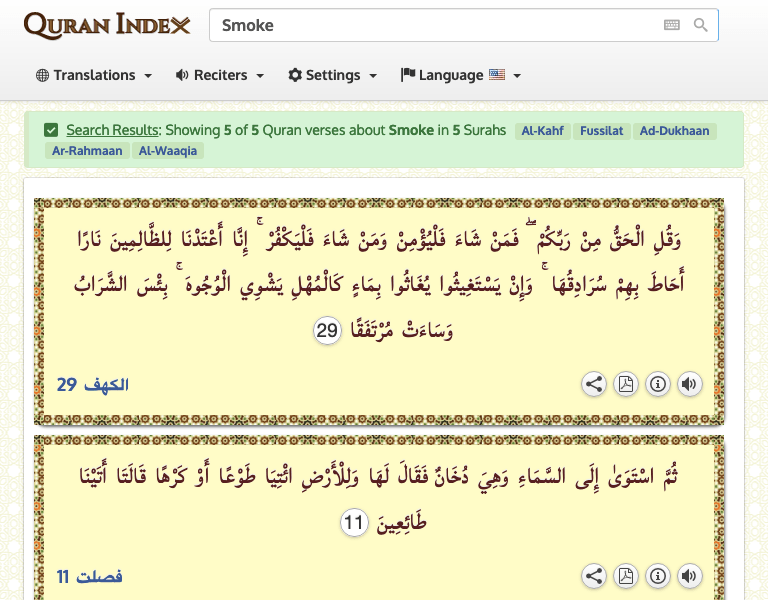 QURAN INDEX
Smoke
Translations
Reciters
Settings
Language
Search Results: Showing 5 of 5 Quran verses about Smoke in 5 Surahs Al-Kahf Fussilat Ad-Dukhaan
Ar-Rahmaan Al-Waaqia
وَقُلِ الْحَقُّ مِنْ رَبِّكُمْ ۖ فَمَنْ شَاءَ فَلْيُؤْمِنْ وَمَنْ شَاءَ فَلْيَكْفُرْ ۚ إِنَّا أَعْتَدْنَا لِلظَّالِمِينَ نَارًا
أَحَاطَ بِهِمْ سُرَادِقُهَا ۚ وَإِنْ يَسْتَغِيثُوا يُغَاثُوا بِمَاءٍ كَالْمُهْلِ يَشْوِي الْوُجُوهَ ۚ بِئْسَ الشَّرَابُ
وَسَاءَتْ مُرْتَفَقًا 29
الكهف 29
ثُمَّ اسْتَوَىٰ إِلَى السَّمَاءِ وَهِيَ دُخَانٌ فَقَالَ لَهَا وَلِلْأَرْضِ ائْتِيَا طَوْعًا أَوْ كَرْهًا قَالَتَا أَتَيْنَا
طَائِعِينَ 11
فصلت 11